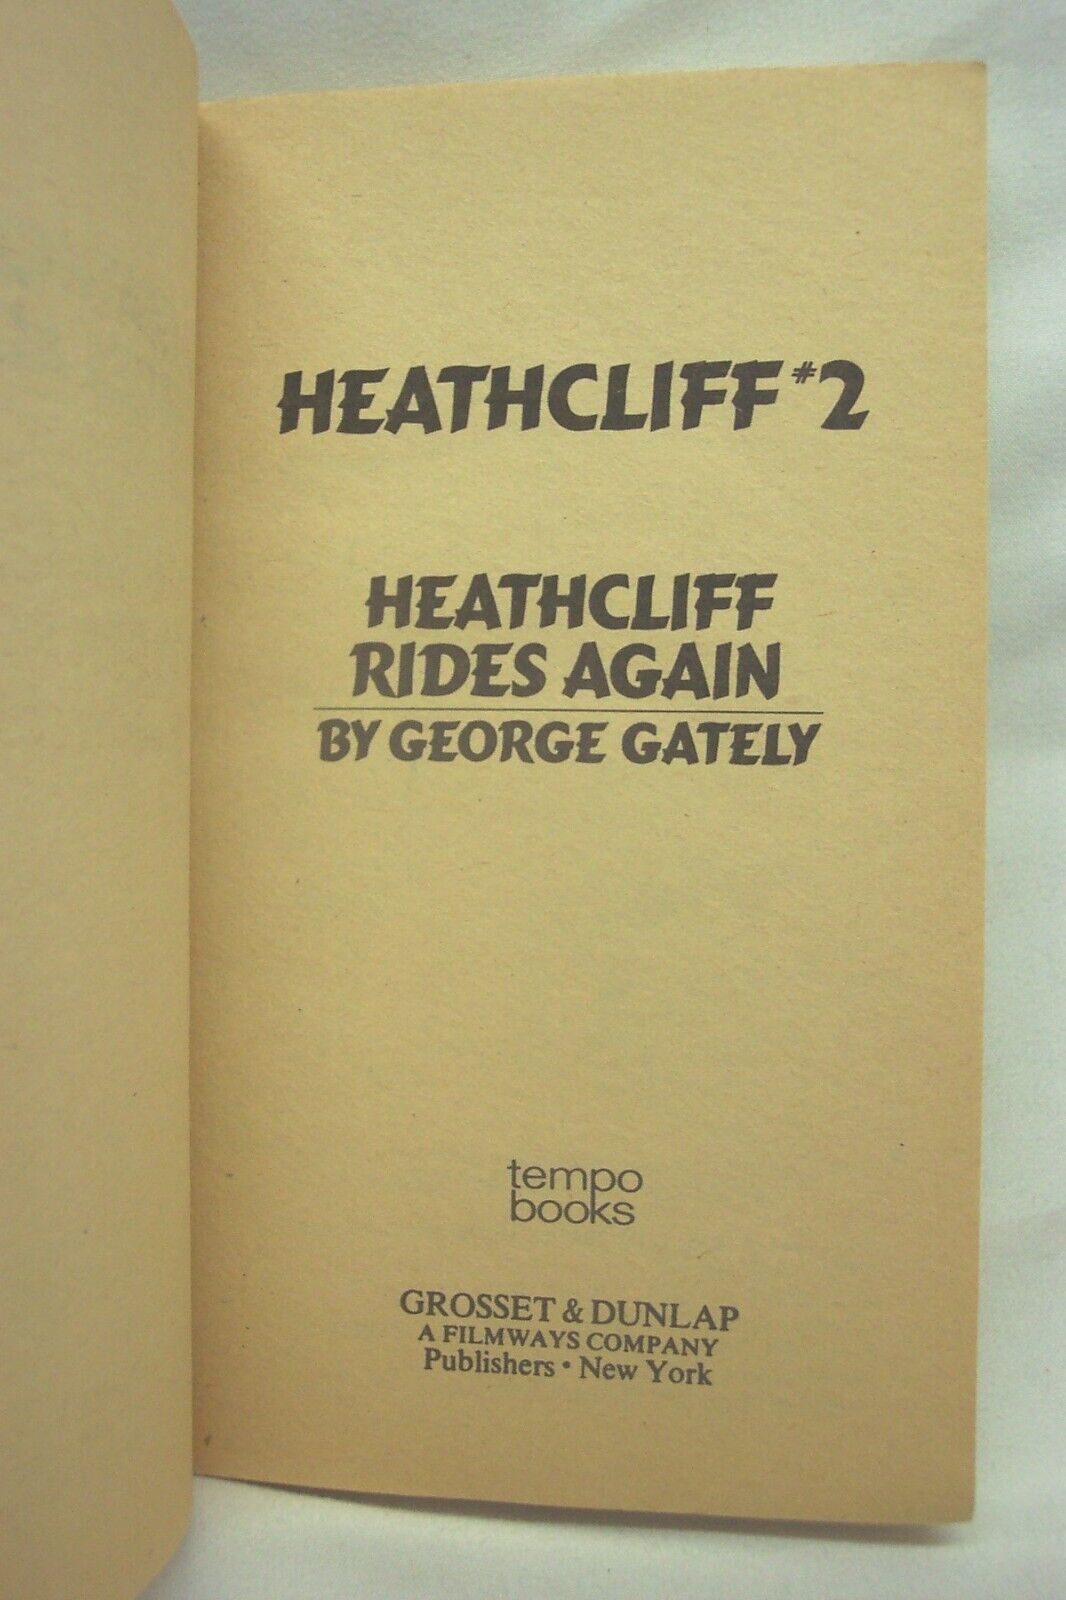 HEATHCLIFF #2
HEATHCLIFF
RIDES AGAIN
BY GEORGE GATELY
tempo
books
GROSSET & DUNLAP
A FILMWAYS COMPANY
Publishers • New York